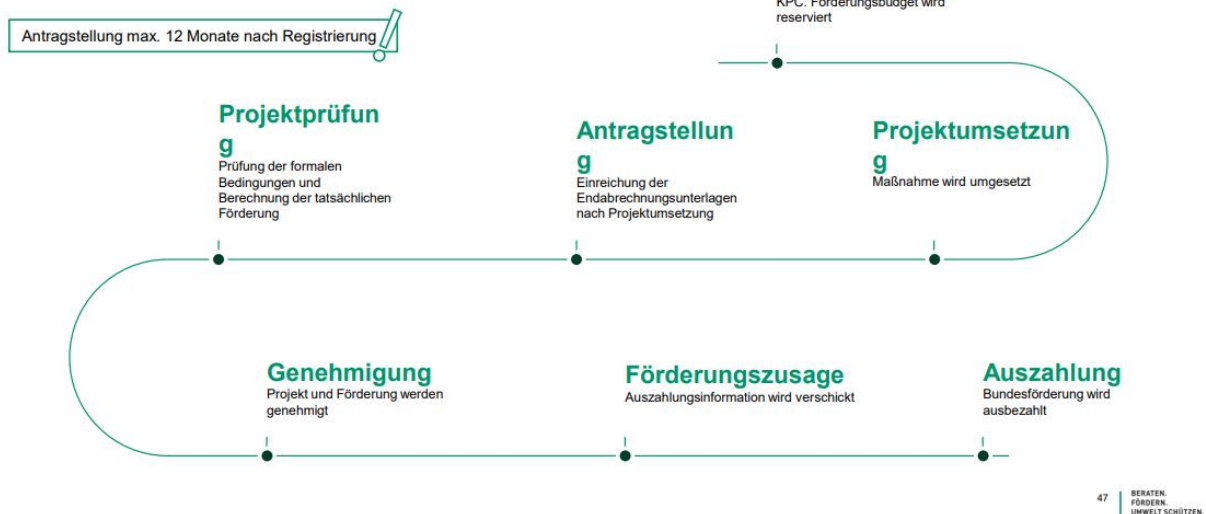 KPC. Förderungsbudget wird
reserviert
Antragstellung max. 12 Monate nach Registrierung
Projektprüfun
g
Prüfung der formalen
Bedingungen und
Berechnung der tatsächlichen
Förderung
Antragstellun
g
Einreichung der
Endabrechnungsunterlagen
nach Projektumsetzung
Projektumsetzun
g
Maßnahme wird umgesetzt
Genehmigung
Projekt und Förderung werden
genehmigt
Förderungszusage
Auszahlungsinformation wird verschickt
Auszahlung
Bundesförderung wird
ausbezahlt
47
BERATEN.
FÖRDERN.
UMWELT SCHÜTZEN.